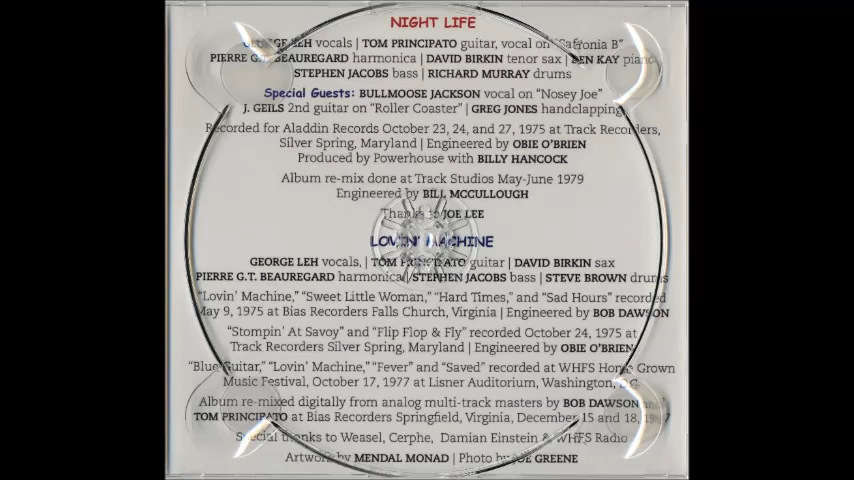 NIGHT LIFE
GEORGE LEH vocals | TOM PRINCIPATO guitar, vocal on "Saffronia B"
PIERRE G.T. BEAUREGARD harmonica | DAVID BIRKIN tenor sax | BEN KAY piano
STEPHEN JACOBS bass | RICHARD MURRAY drums
Special Guests: BULLMOOSE JACKSON vocal on "Nosey Joe"
J. GEILS 2nd guitar on "Roller Coaster" | GREG JONES handclapping
Recorded for Aladdin Records October 23, 24, and 27, 1975 at Track Recorders,
Silver Spring, Maryland | Engineered by OBIE O'BRIEN
Produced by Powerhouse with BILLY HANCOCK
Album re-mix done at Track Studios May-June 1979
Engineered by BILL MCCULLOUGH
Thanks to JOE LEE
LOVIN' MACHINE
GEORGE LEH vocals, | TOM PRINCIPATO guitar | DAVID BIRKIN sax
PIERRE G.T. BEAUREGARD harmonica | STEPHEN JACOBS bass | STEVE BROWN drums
"Lovin' Machine," "Sweet Little Woman," "Hard Times," and "Sad Hours" recorded
May 9, 1975 at Bias Recorders Falls Church, Virginia | Engineered by BOB DAWSON
"Stompin' At Savoy" and "Flip Flop & Fly" recorded October 24, 1975 at
Track Recorders Silver Spring, Maryland | Engineered by OBIE O'BRIEN
"Blue Guitar," "Lovin' Machine," "Fever" and "Saved" recorded at WHFS Home Grown
Music Festival, October 17, 1977 at Lisner Auditorium, Washington, D.C.
Album re-mixed digitally from analog multi-track masters by BOB DAWSON and
TOM PRINCIPATO at Bias Recorders Springfield, Virginia, December 15 and 18,
Special thanks to Weasel, Cerphe, Damian Einstein & WHFS Radio
Artwork by MENDAL MONAD | Photo by JOE GREENE